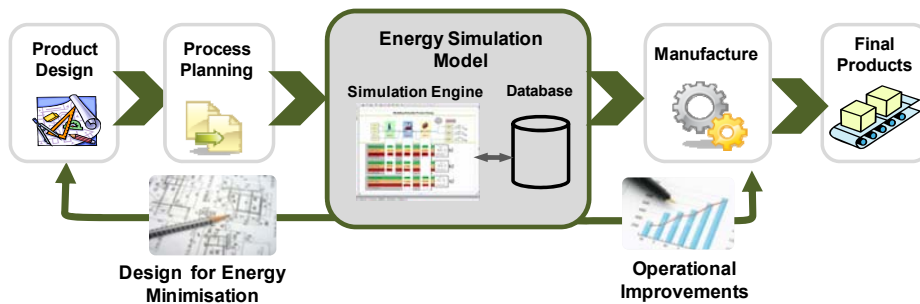 Product
Design
Process
Planning
Energy Simulation
Model
Simulation Engine
Database
Manufacture
Final
Products
Design for Energy
Minimisation
Operational
Improvements